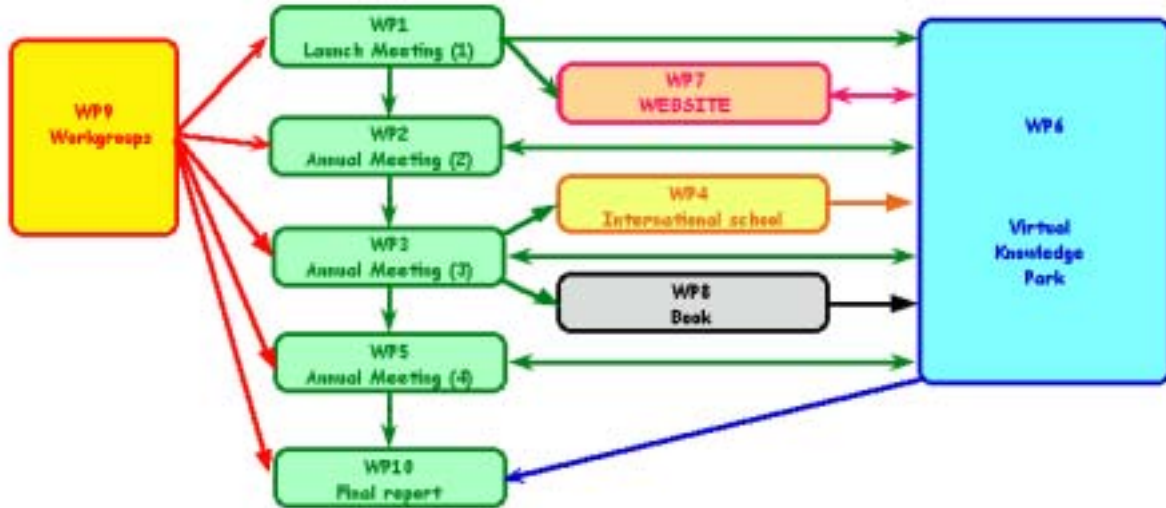 WP1
Launch Meeting (1)
WP9
Workgroups
WP7
WEBSITE
WP6
Virtual
Knowledge
Park
WP2
Annual Meeting (2)
WP4
International school
WP3
Annual Meeting (3)
WP8
Book
WP5
Annual Meeting (4)
WP10
Final report